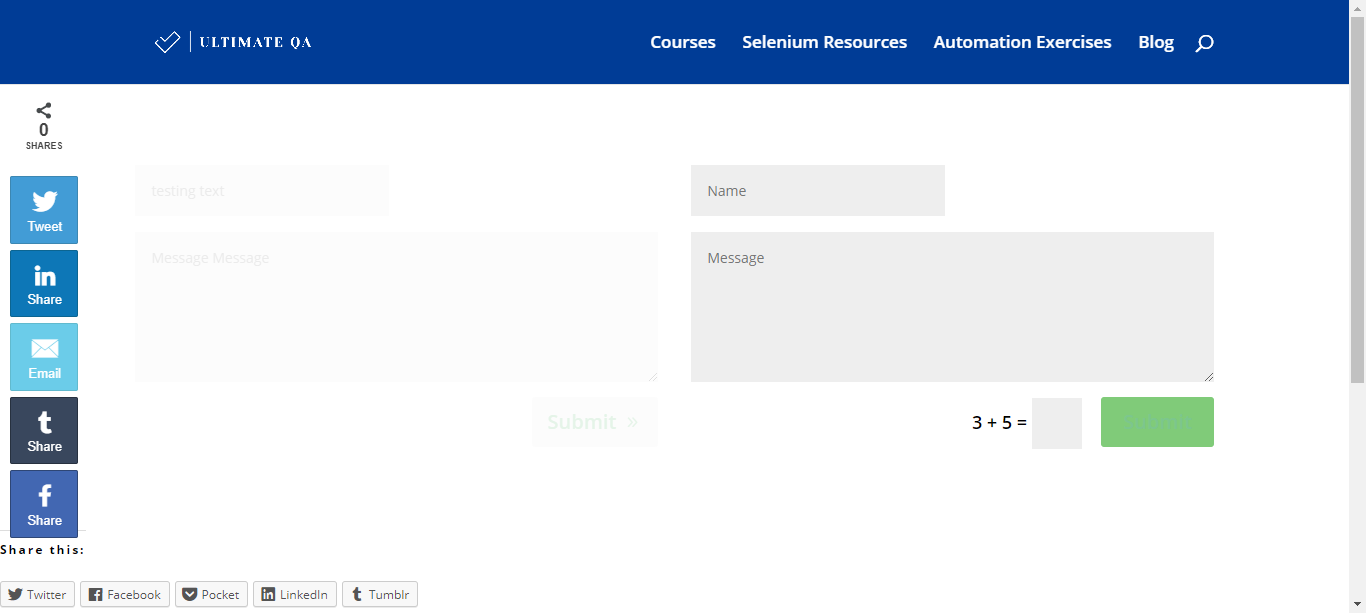 ULTIMATE QA
Courses Selenium Resources Automation Exercises Blog
0
SHARES
Tweet
Share
Email
Share
Share
testing text
Message Message
Submit »
Name
Message
3 + 5 =
Submit
Share this:
Twitter Facebook Pocket LinkedIn Tumblr